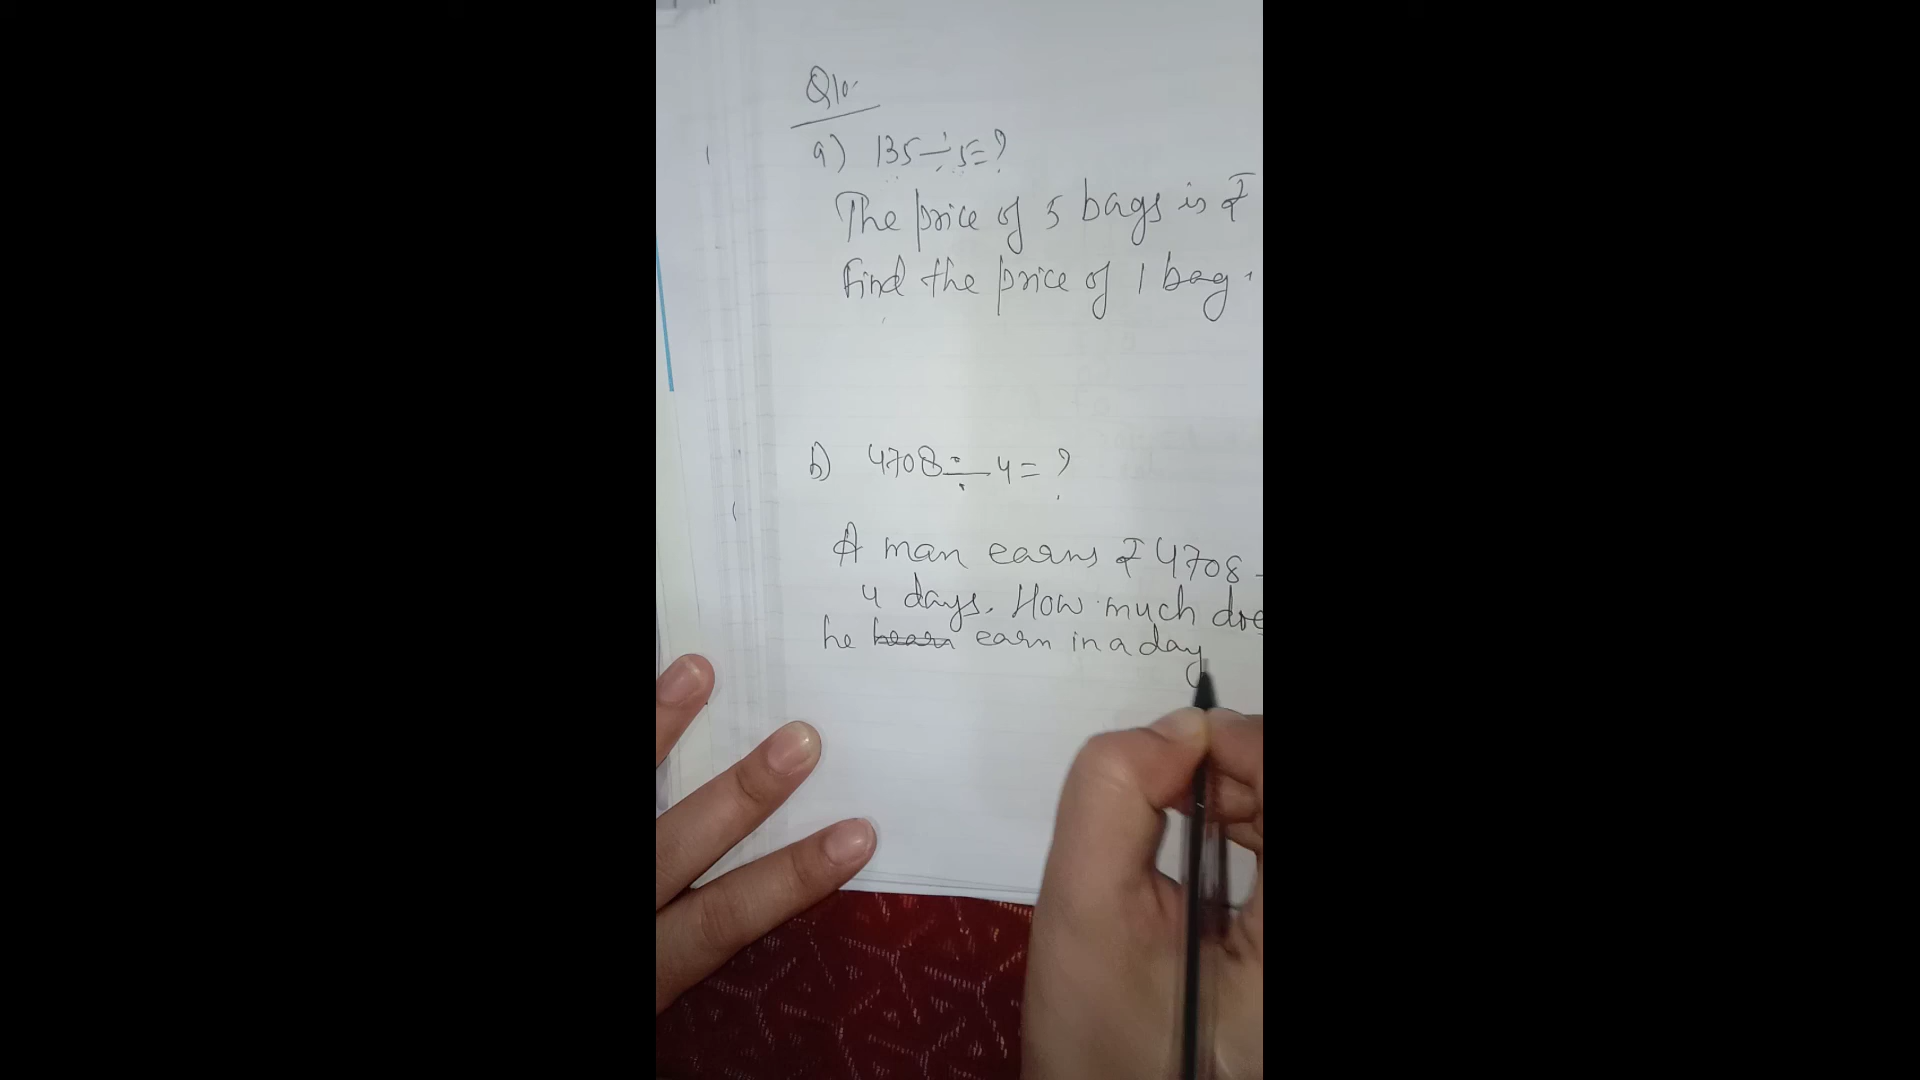 Q10.
a) 135÷5=?
The price of 5 bags is ₹
Find the price of 1 bag.
b) 4708÷4=?
A man earns ₹4708
4 days. How much doe
he earn in a day